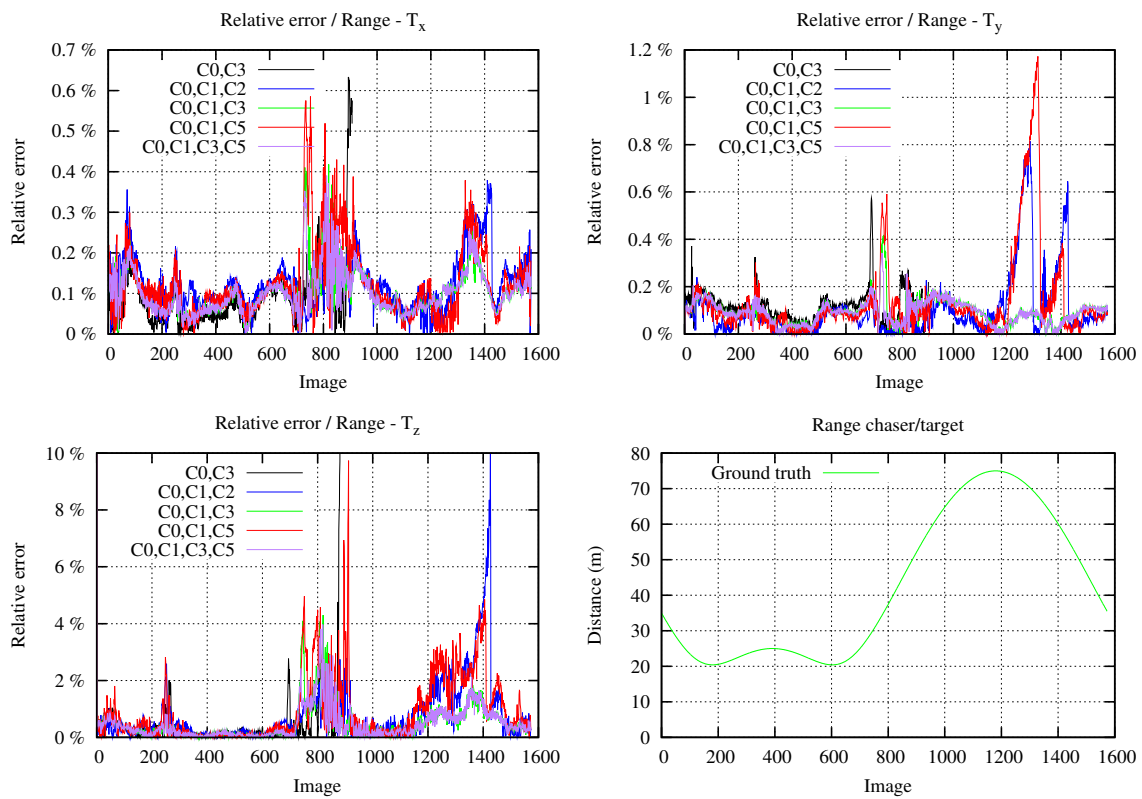 Relative error / Range - T_x
0.7 %
0.6 %
0.5 %
0.4 %
0.3 %
0.2 %
0.1 %
0 %
0 200 400 600 800 1000 1200 1400 1600
Relative error
Image
C0,C3
C0,C1,C2
C0,C1,C3
C0,C1,C5
C0,C1,C3,C5
Relative error / Range - T_y
1.2 %
1 %
0.8 %
0.6 %
0.4 %
0.2 %
0 %
0 200 400 600 800 1000 1200 1400 1600
Relative error
Image
C0,C3
C0,C1,C2
C0,C1,C3
C0,C1,C5
C0,C1,C3,C5
Relative error / Range - T_z
10 %
8 %
6 %
4 %
2 %
0 %
0 200 400 600 800 1000 1200 1400 1600
Relative error
Image
C0,C3
C0,C1,C2
C0,C1,C3
C0,C1,C5
C0,C1,C3,C5
Range chaser/target
80
70
60
50
40
30
20
10
0
0 200 400 600 800 1000 1200 1400 1600
Distance (m)
Image
Ground truth